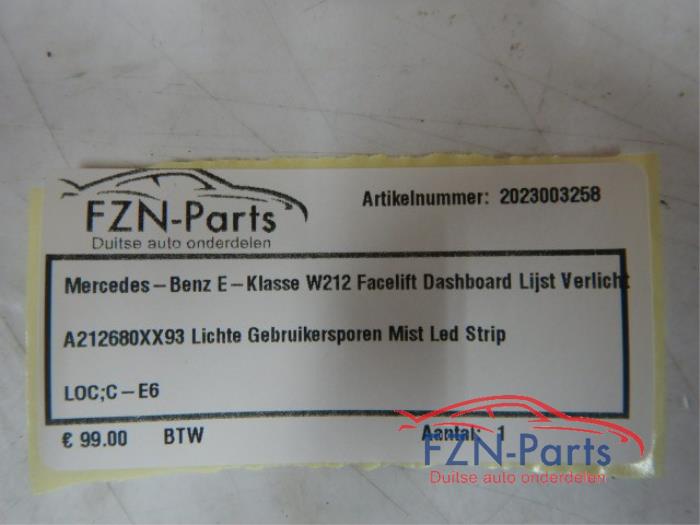 FZN-Parts
Duitse auto onderdelen
Artikelnummer: 2023003258
Mercedes-Benz E-Klasse W212 Facelift Dashboard Lijst Verlicht
A212680XX93 Lichte Gebruikersporen Mist Led Strip
LOC;C-E6
€ 99.00 BTW Aantal: 1
FZN-Parts
Duitse auto onderdelen